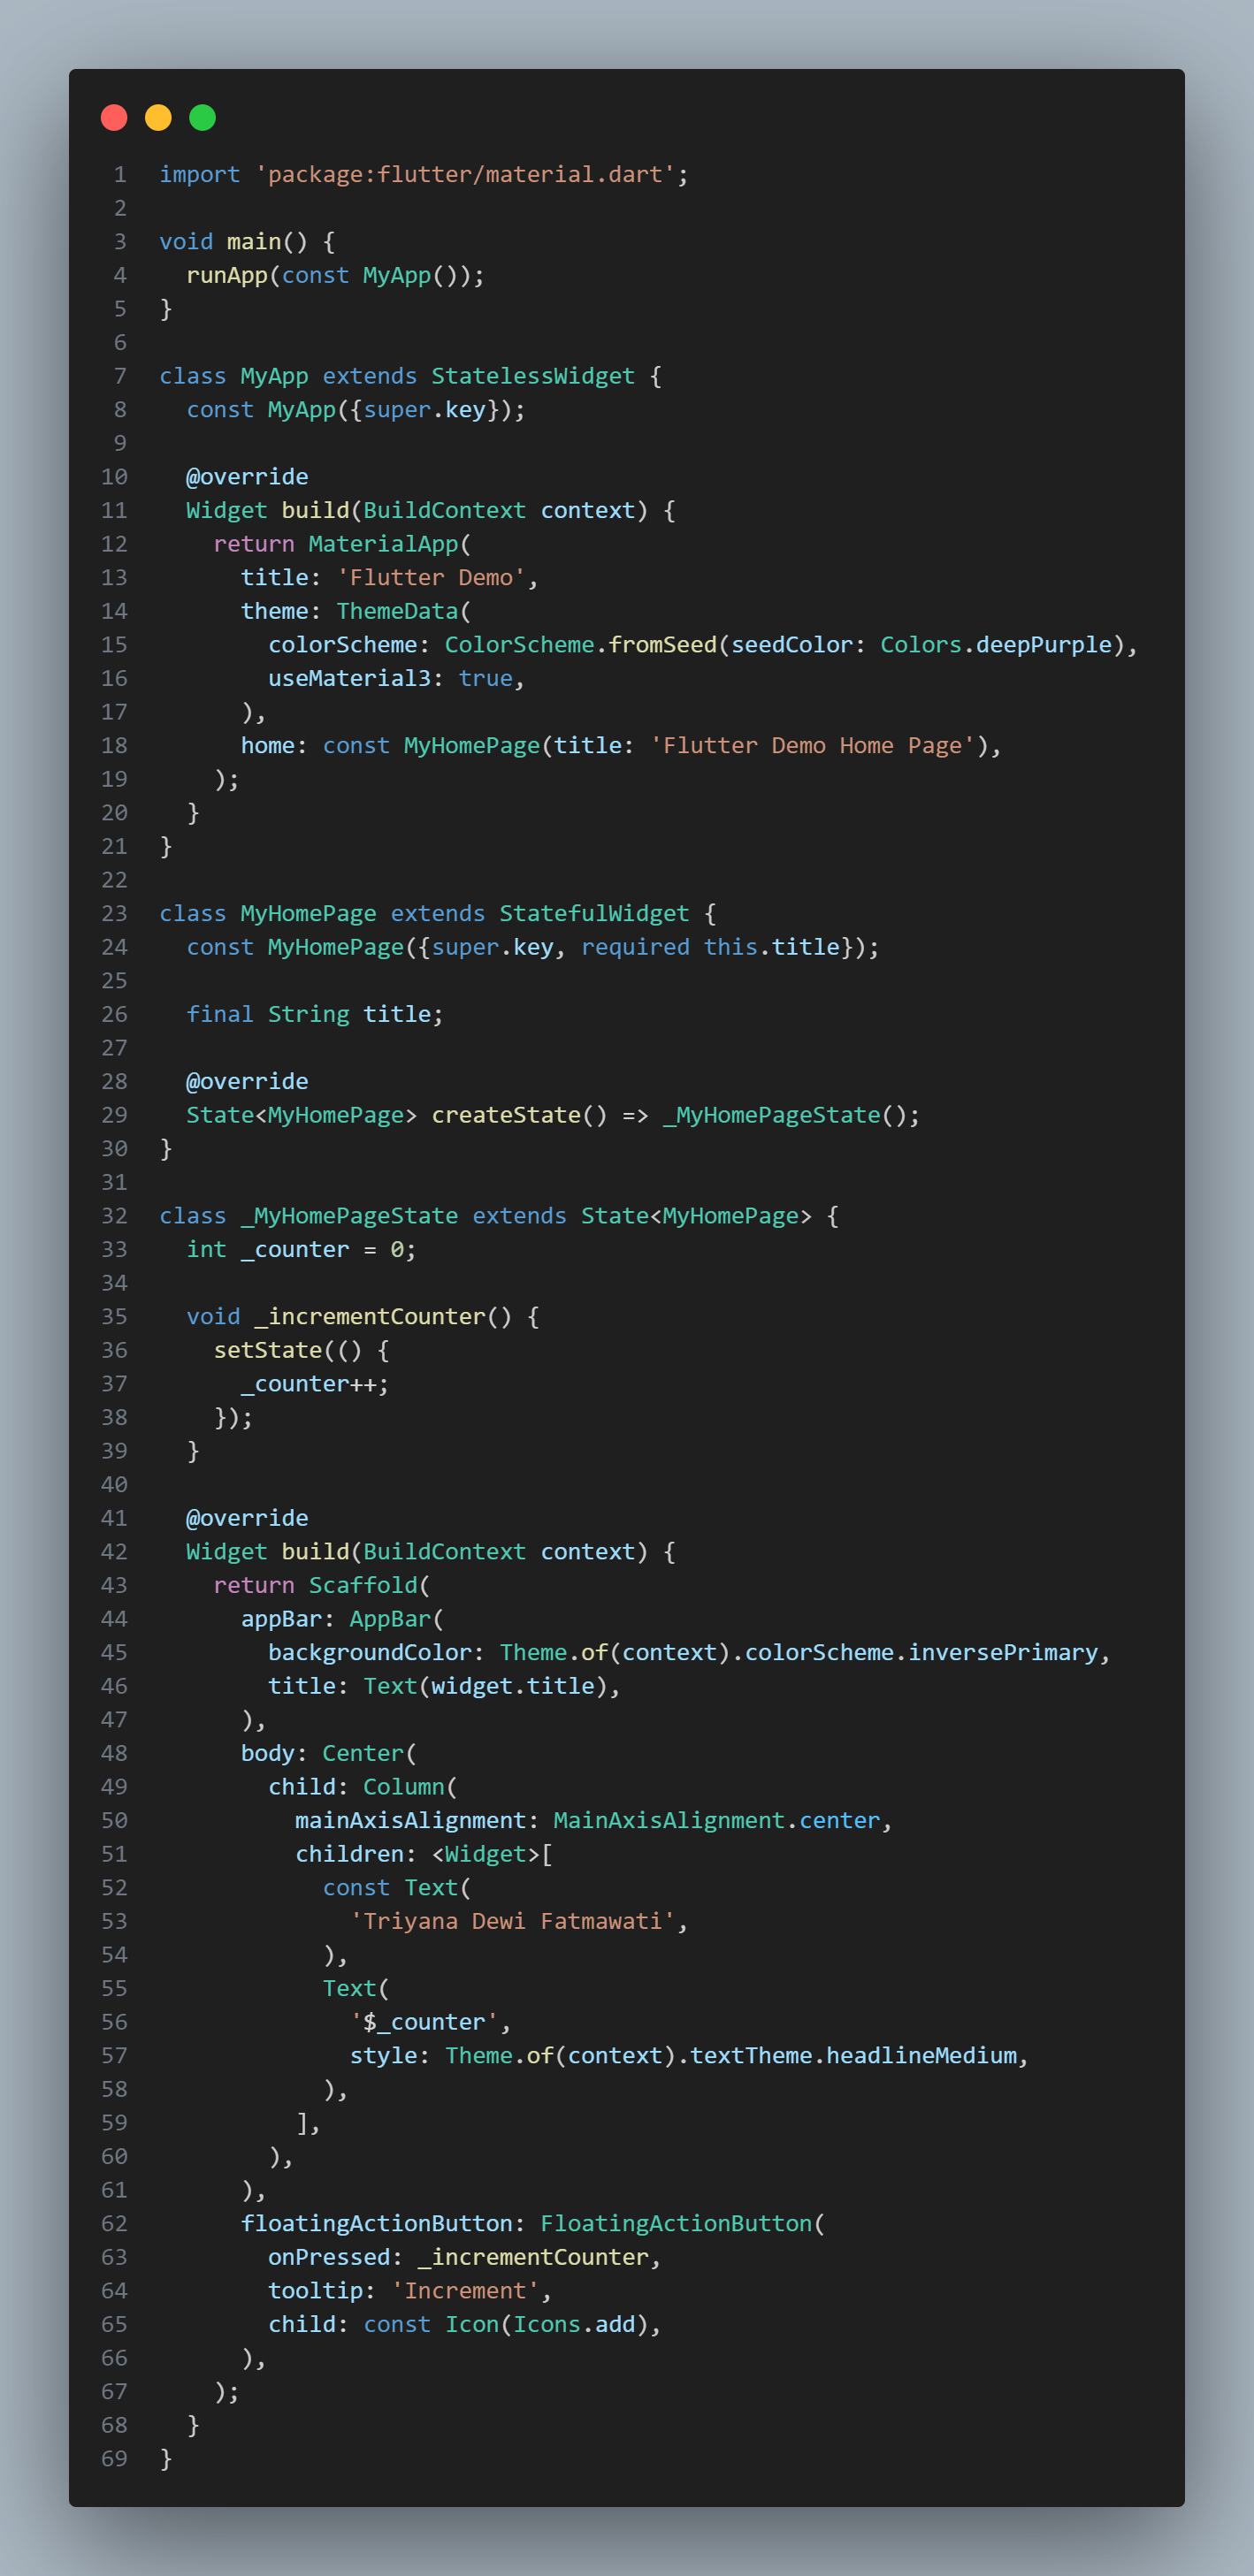 1 import 'package:flutter/material.dart';
2
3 void main() {
4   runApp(const MyApp());
5 }
6
7 class MyApp extends StatelessWidget {
8   const MyApp({super.key});
9
10   @override
11   Widget build(BuildContext context) {
12     return MaterialApp(
13       title: 'Flutter Demo',
14       theme: ThemeData(
15         colorScheme: ColorScheme.fromSeed(seedColor: Colors.deepPurple),
16         useMaterial3: true,
17       ),
18       home: const MyHomePage(title: 'Flutter Demo Home Page'),
19     );
20   }
21 }
22
23 class MyHomePage extends StatefulWidget {
24   const MyHomePage({super.key, required this.title});
25
26   final String title;
27
28   @override
29   State<MyHomePage> createState() => _MyHomePageState();
30 }
31
32 class _MyHomePageState extends State<MyHomePage> {
33   int _counter = 0;
34
35   void _incrementCounter() {
36     setState(() {
37       _counter++;
38     });
39   }
40
41   @override
42   Widget build(BuildContext context) {
43     return Scaffold(
44       appBar: AppBar(
45         backgroundColor: Theme.of(context).colorScheme.inversePrimary,
46         title: Text(widget.title),
47       ),
48       body: Center(
49         child: Column(
50           mainAxisAlignment: MainAxisAlignment.center,
51           children: <Widget>[
52             const Text(
53               'Triyana Dewi Fatmawati',
54             ),
55             Text(
56               '$_counter',
57               style: Theme.of(context).textTheme.headlineMedium,
58             ),
59           ],
60         ),
61       ),
62       floatingActionButton: FloatingActionButton(
63         onPressed: _incrementCounter,
64         tooltip: 'Increment',
65         child: const Icon(Icons.add),
66       ),
67     );
68   }
69 }